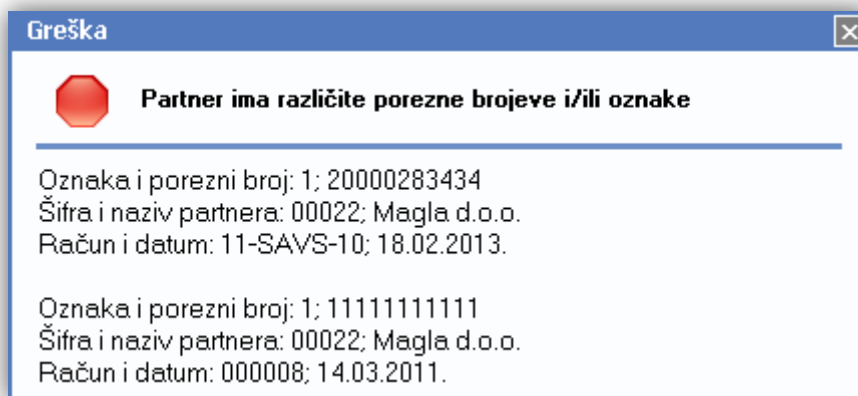 Greška
Partner ima različite porezne brojeve i/ili oznake
Oznaka i porezni broj: 1; 20000283434
Šifra i naziv partnera: 00022; Magla d.o.o.
Račun i datum: 11-SAVS-10; 18.02.2013.
Oznaka i porezni broj: 1; 11111111111
Šifra i naziv partnera: 00022; Magla d.o.o.
Račun i datum: 000008; 14.03.2011.